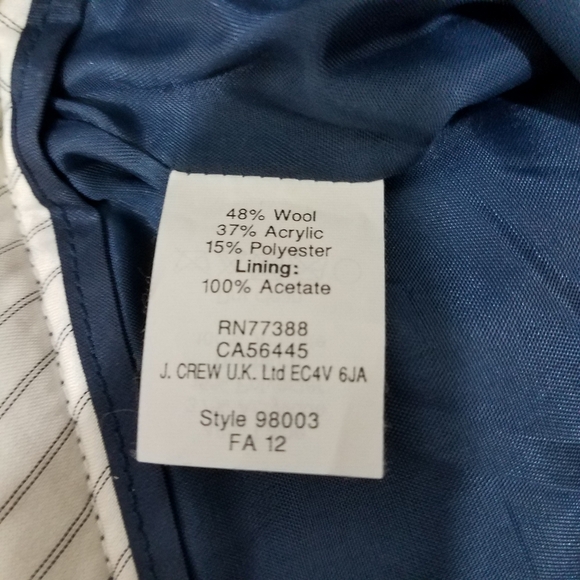 48% Wool
37% Acrylic
15% Polyester
Lining:
100% Acetate
RN77388
CA56445
J. CREW U.K. Ltd EC4V 6JA
Style 98003
FA 12